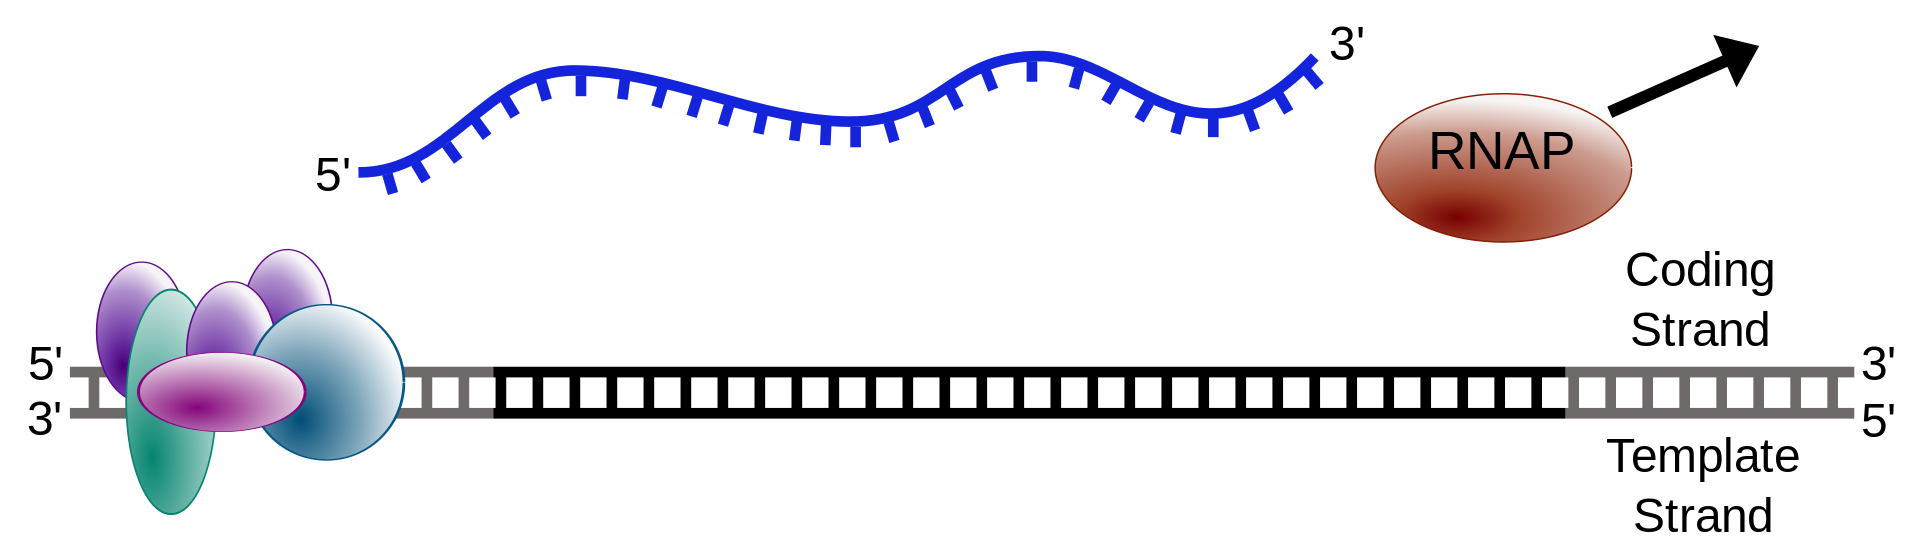 3'
5'
RNAP
Coding
Strand
5'
3'
3'
5'
Template
Strand